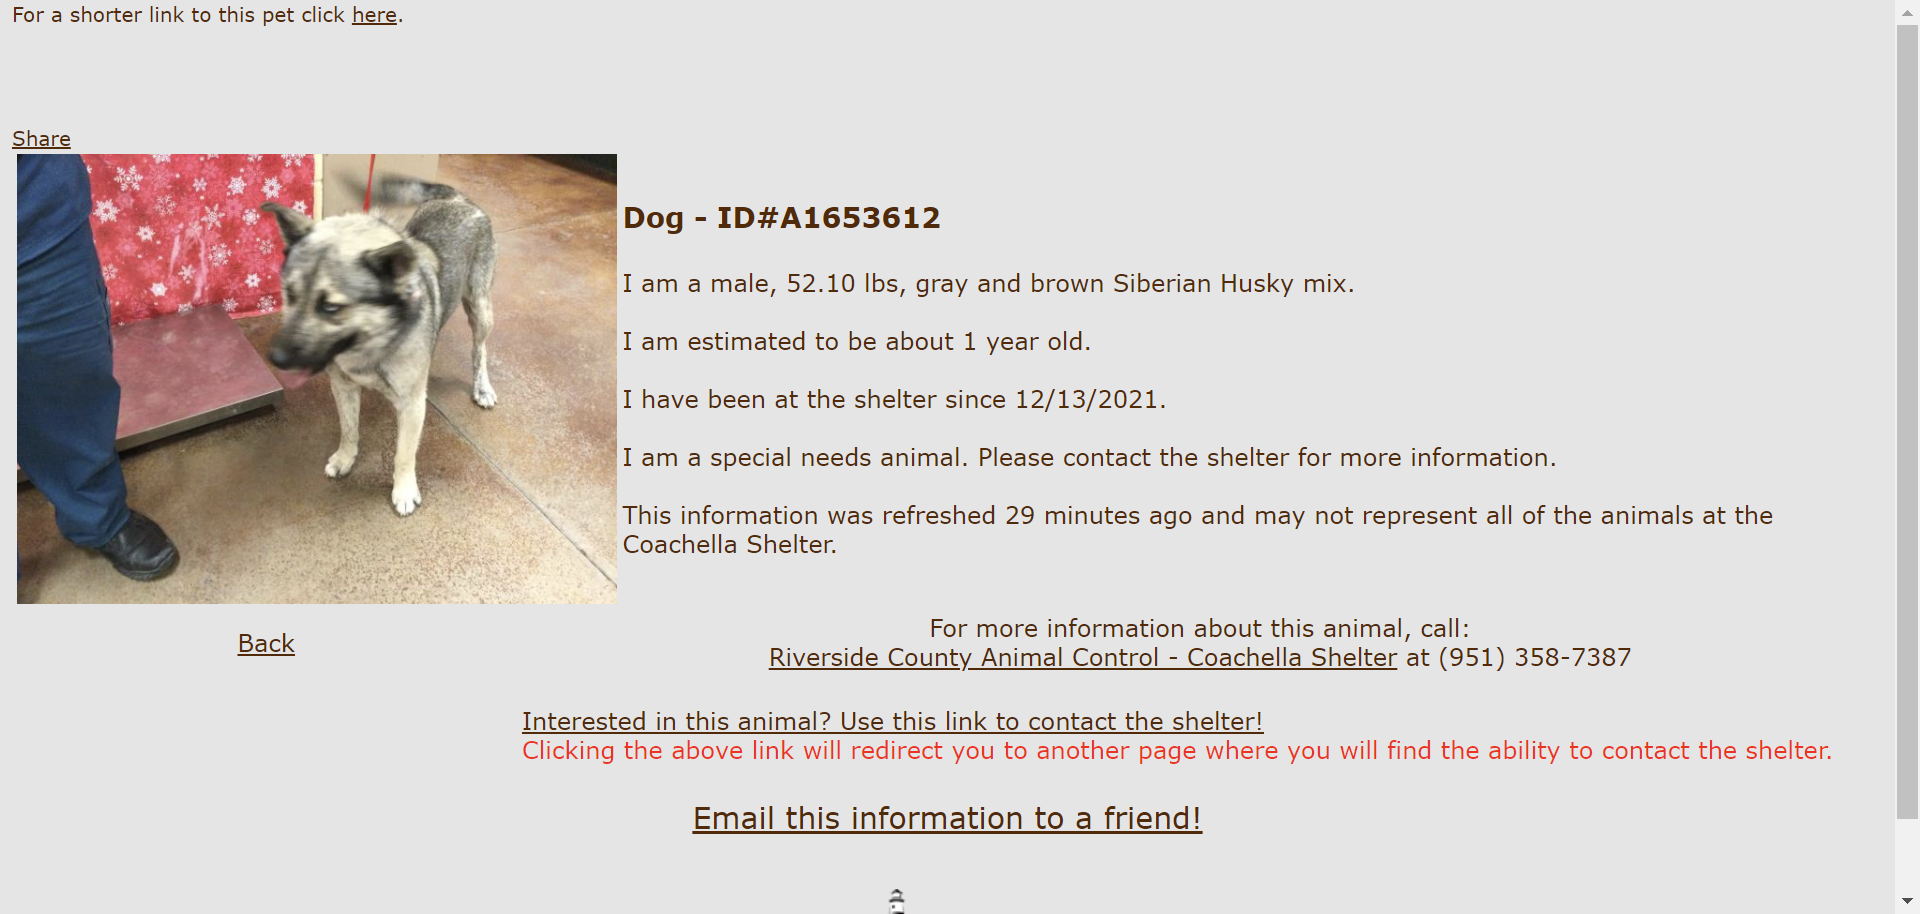 For a shorter link to this pet click here.
Share
Dog - ID#A1653612
I am a male, 52.10 lbs, gray and brown Siberian Husky mix.
I am estimated to be about 1 year old.
I have been at the shelter since 12/13/2021.
I am a special needs animal. Please contact the shelter for more information.
This information was refreshed 29 minutes ago and may not represent all of the animals at the
Coachella Shelter.
Back
For more information about this animal, call:
Riverside County Animal Control - Coachella Shelter at (951) 358-7387
Interested in this animal? Use this link to contact the shelter!
Clicking the above link will redirect you to another page where you will find the ability to contact the shelter.
Email this information to a friend!